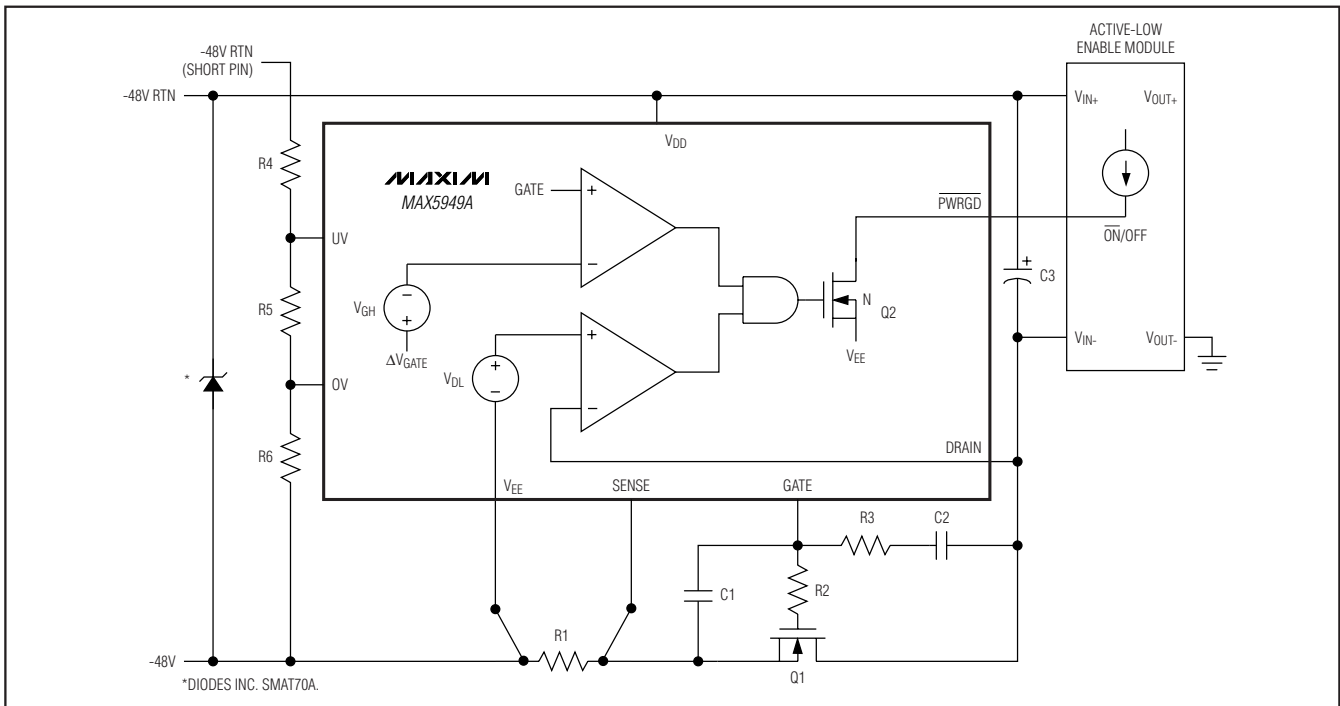 ACTIVE-LOW
ENABLE MODULE
-48V RTN
(SHORT PIN)
-48V RTN
VIN+
VOUT+
VDD
R4
MAXIM
MAX5949A
GATE
+
PWRGD
ON/OFF
UV
-
+
C3
R5
VGH
-
+
N
Q2
ΔVGATE
VEE
VIN-
VOUT-
+
VDL
+
-
*
OV
-
DRAIN
R6
VEE
SENSE
GATE
R3
C2
C1
R2
R1
-48V
Q1
*DIODES INC. SMAT70A.